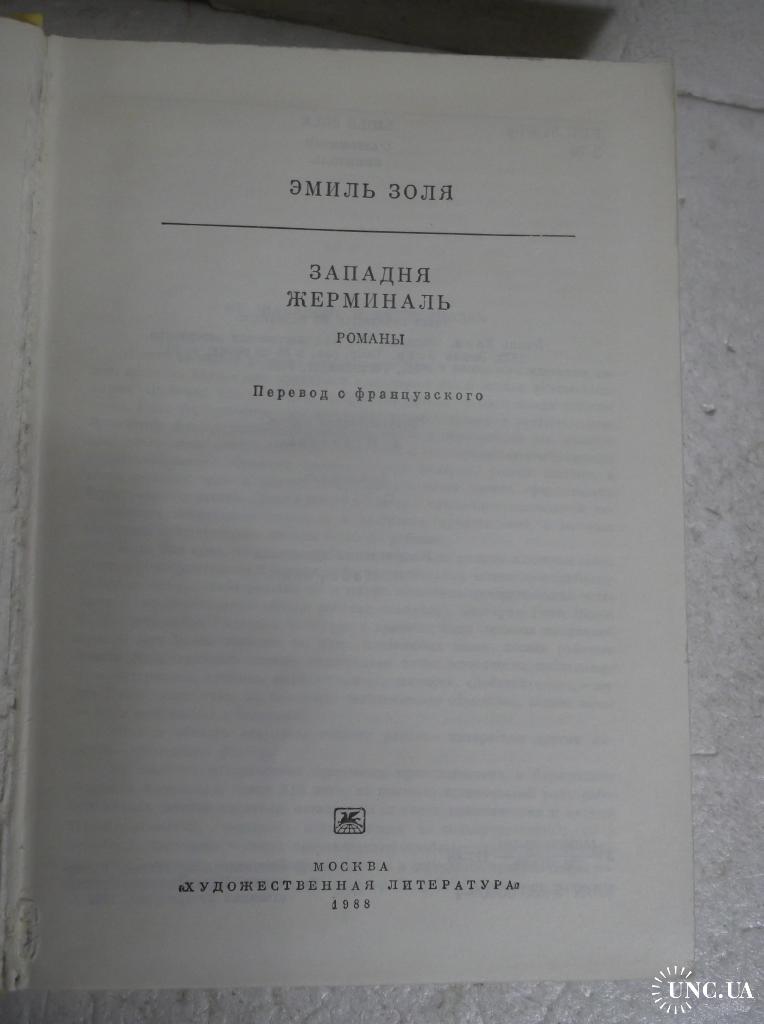 ЭМИЛЬ ЗОЛЯ
ЗАПАДНЯ
ЖЕРМИНАЛЬ
РОМАНЫ
Перевод с французского
МОСКВА
«ХУДОЖЕСТВЕННАЯ ЛИТЕРАТУРА»
1988
UNC.UA